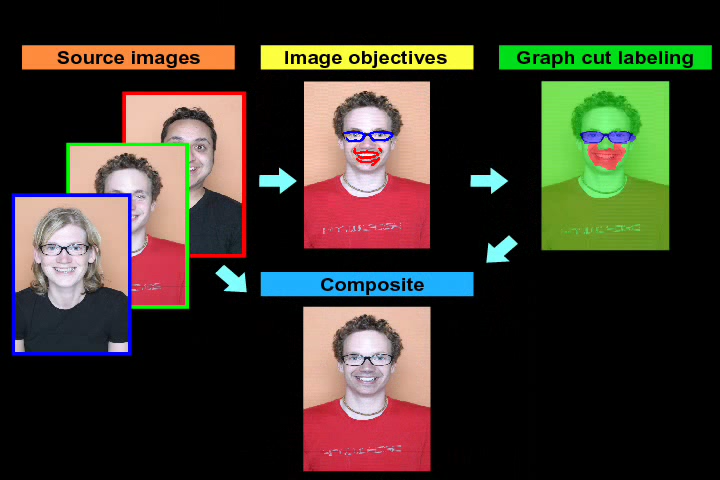 Source images
Image objectives
Graph cut labeling
Composite